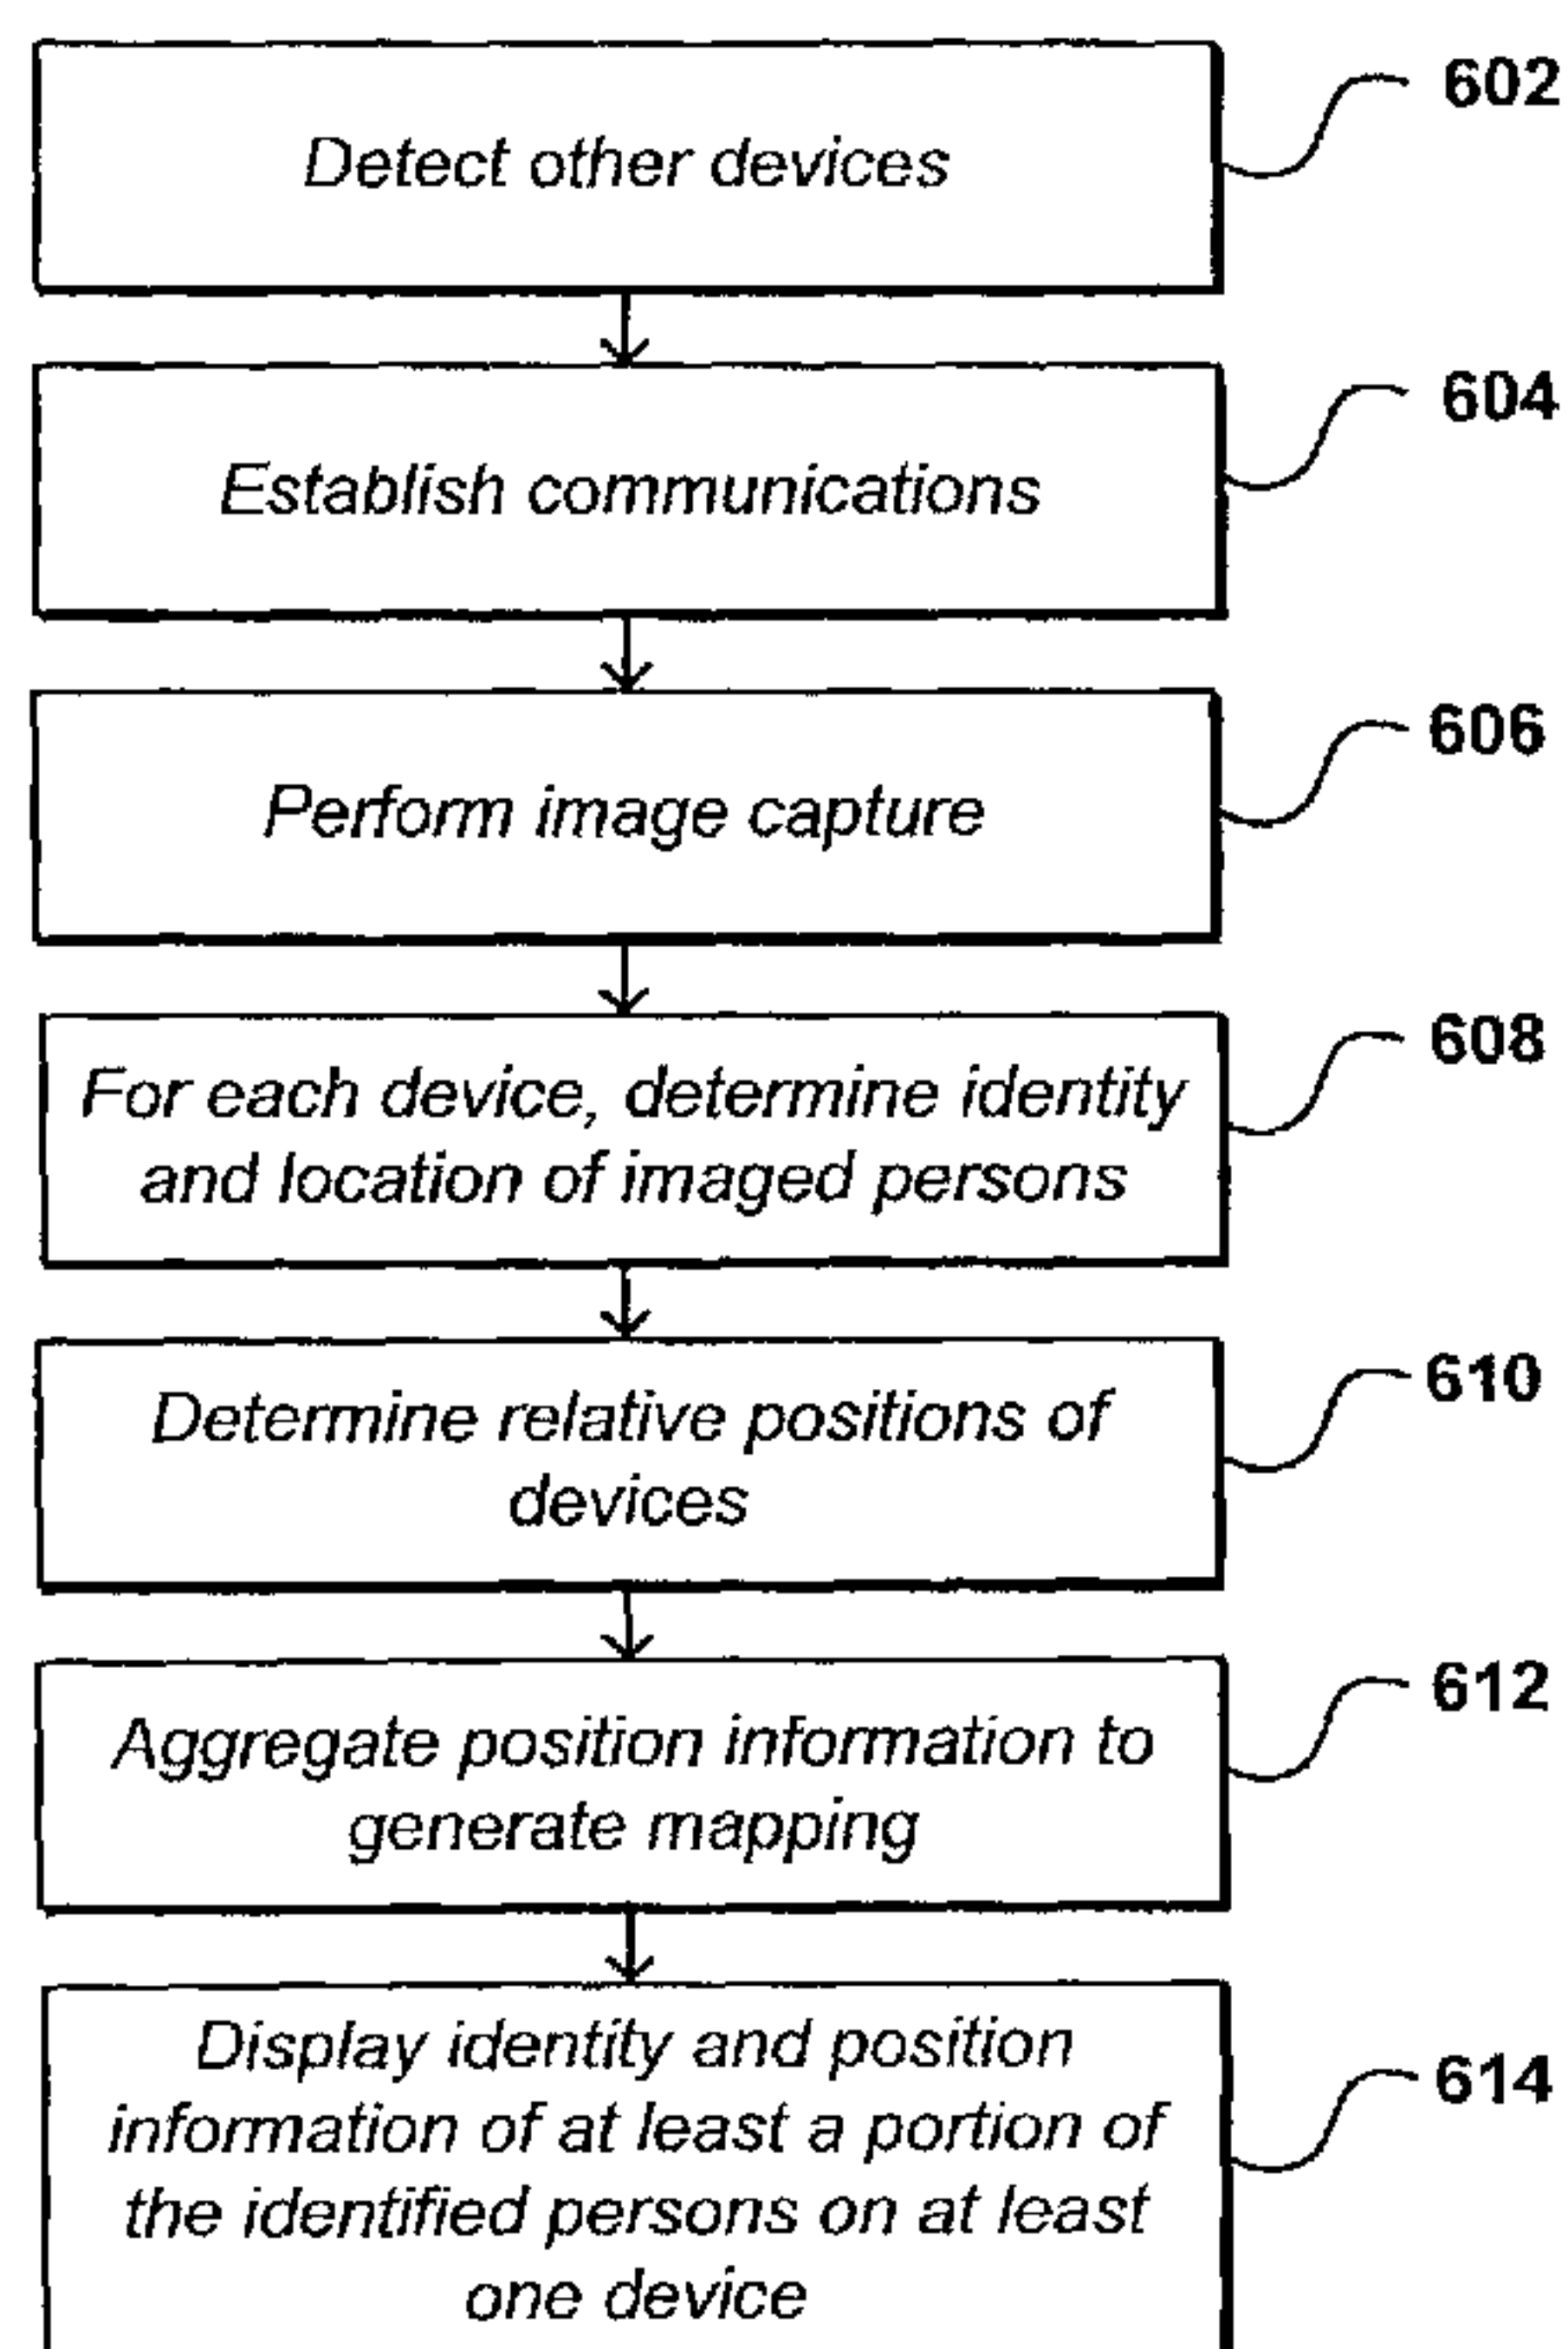 Detect other devices
602
Establish communications
604
Perform image capture
606
For each device, determine identity
and location of imaged persons
608
Determine relative positions of
devices
610
Aggregate position information to
generate mapping
612
Display identity and position
information of at least a portion of
the identified persons on at least
one device
614